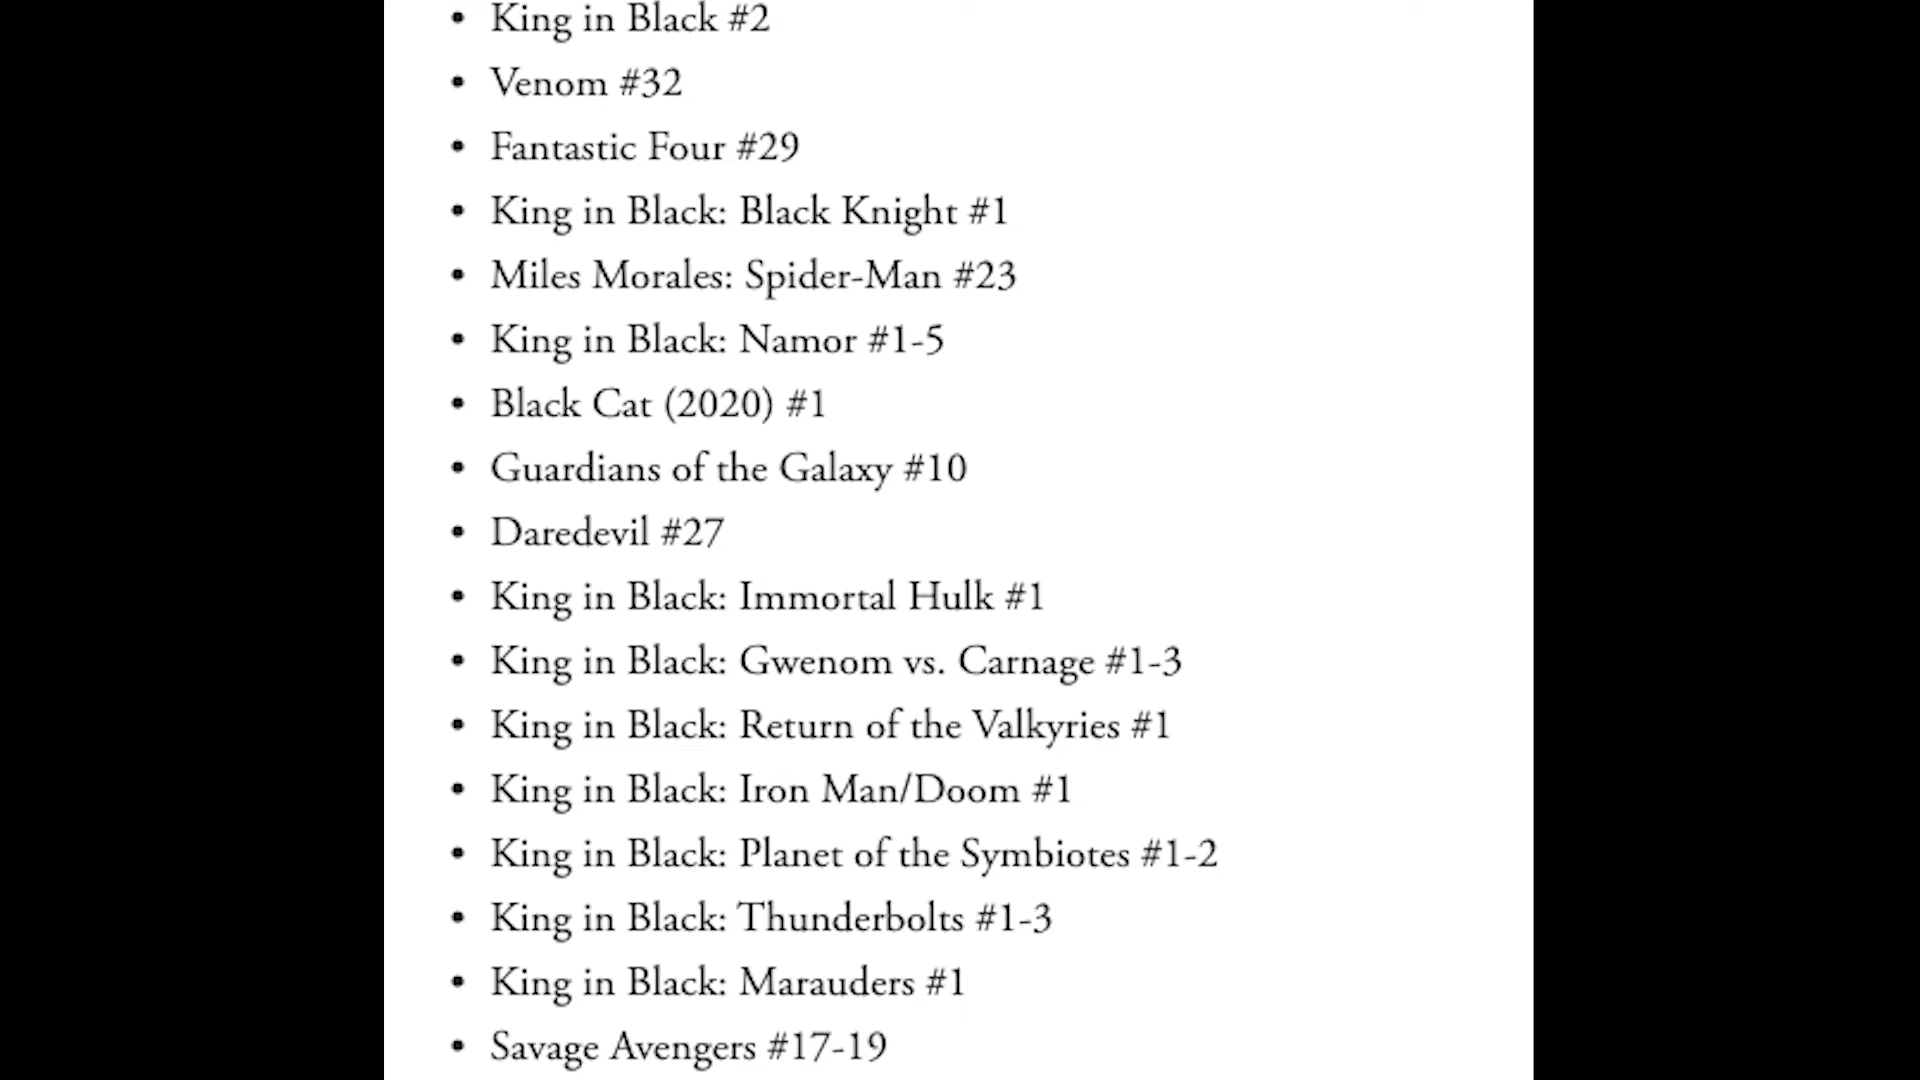 • King in Black #2
• Venom #32
• Fantastic Four #29
• King in Black: Black Knight #1
• Miles Morales: Spider-Man #23
• King in Black: Namor #1-5
• Black Cat (2020) #1
• Guardians of the Galaxy #10
• Daredevil #27
• King in Black: Immortal Hulk #1
• King in Black: Gwenom vs. Carnage #1-3
• King in Black: Return of the Valkyries #1
• King in Black: Iron Man/Doom #1
• King in Black: Planet of the Symbiotes #1-2
• King in Black: Thunderbolts #1-3
• King in Black: Marauders #1
• Savage Avengers #17-19